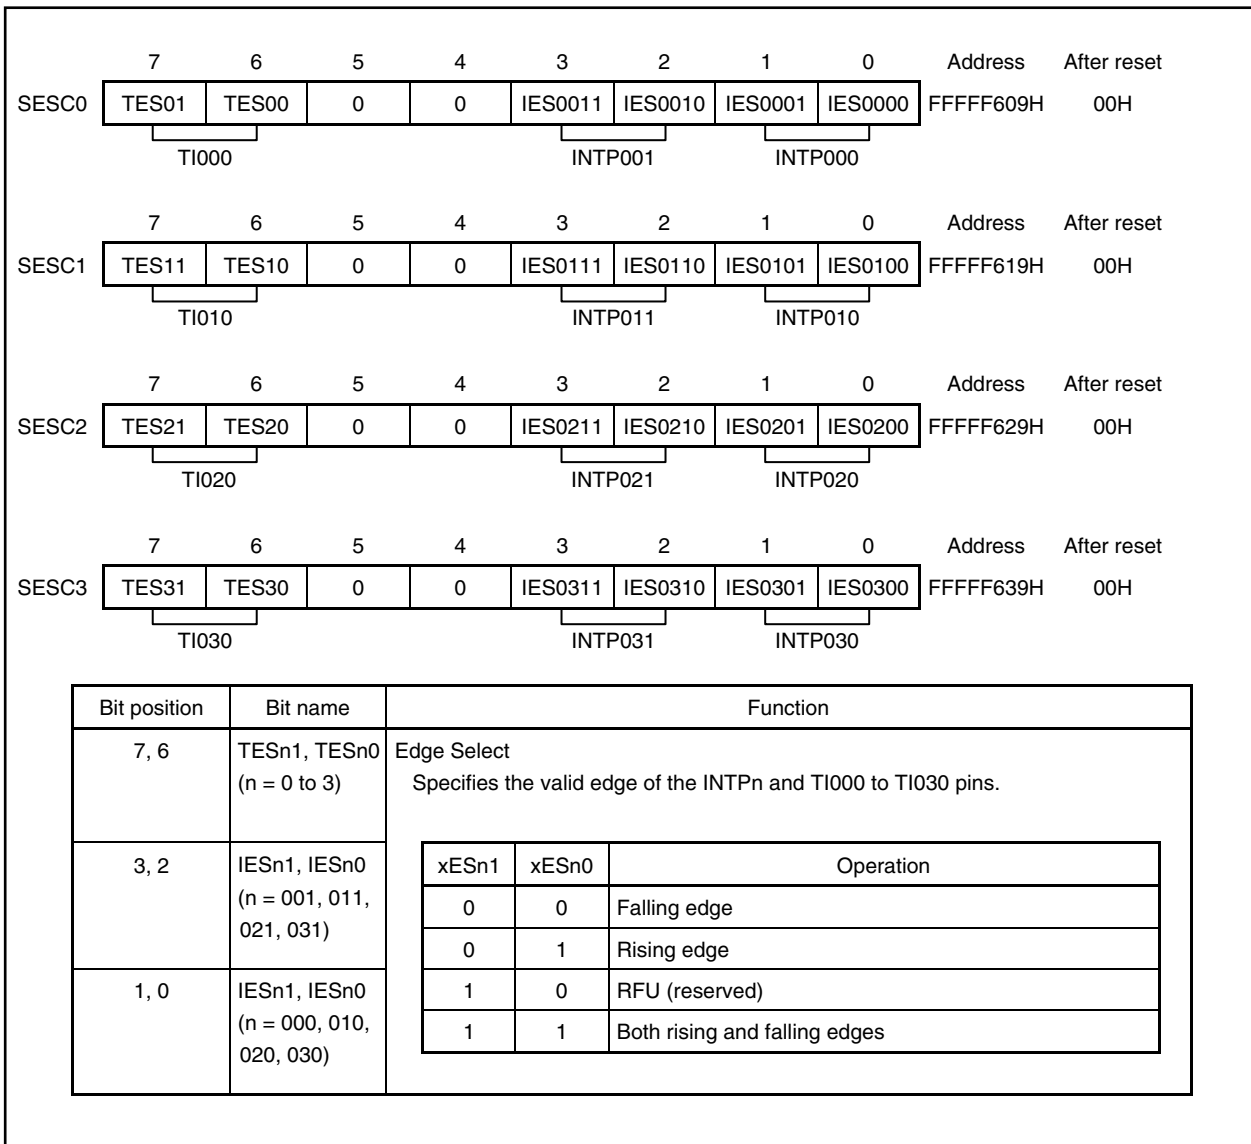 7 6 5 4 3 2 1 0 Address After reset
SESC0 TES01 TES00 0 0 IES0011 IES0010 IES0001 IES0000 FFFFF609H 00H
TI000 INTP001 INTP000
7 6 5 4 3 2 1 0 Address After reset
SESC1 TES11 TES10 0 0 IES0111 IES0110 IES0101 IES0100 FFFFF619H 00H
TI010 INTP011 INTP010
7 6 5 4 3 2 1 0 Address After reset
SESC2 TES21 TES20 0 0 IES0211 IES0210 IES0201 IES0200 FFFFF629H 00H
TI020 INTP021 INTP020
7 6 5 4 3 2 1 0 Address After reset
SESC3 TES31 TES30 0 0 IES0311 IES0310 IES0301 IES0300 FFFFF639H 00H
TI030 INTP031 INTP030
Bit position Bit name Function
7, 6 TESn1, TESn0 Edge Select
(n = 0 to 3) Specifies the valid edge of the INTPn and TI000 to TI030 pins.
3, 2 IESn1, IESn0 xESn1 xESn0 Operation
(n = 001, 011, 0 0 Falling edge
021, 031)
0 1 Rising edge
1, 0 IESn1, IESn0 1 0 RFU (reserved)
(n = 000, 010, 1 1 Both rising and falling edges
020, 030)